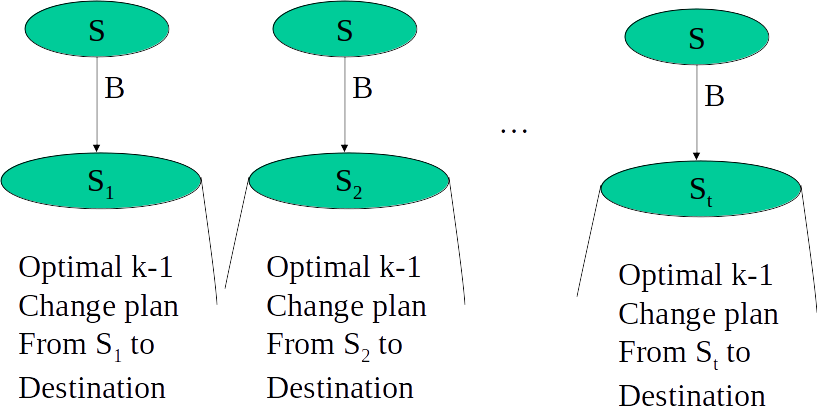 S
B
S1
Optimal k-1
Change plan
From S1 to
Destination
S
B
S2
Optimal k-1
Change plan
From S2 to
Destination
...
S
B
St
Optimal k-1
Change plan
From St to
Destination